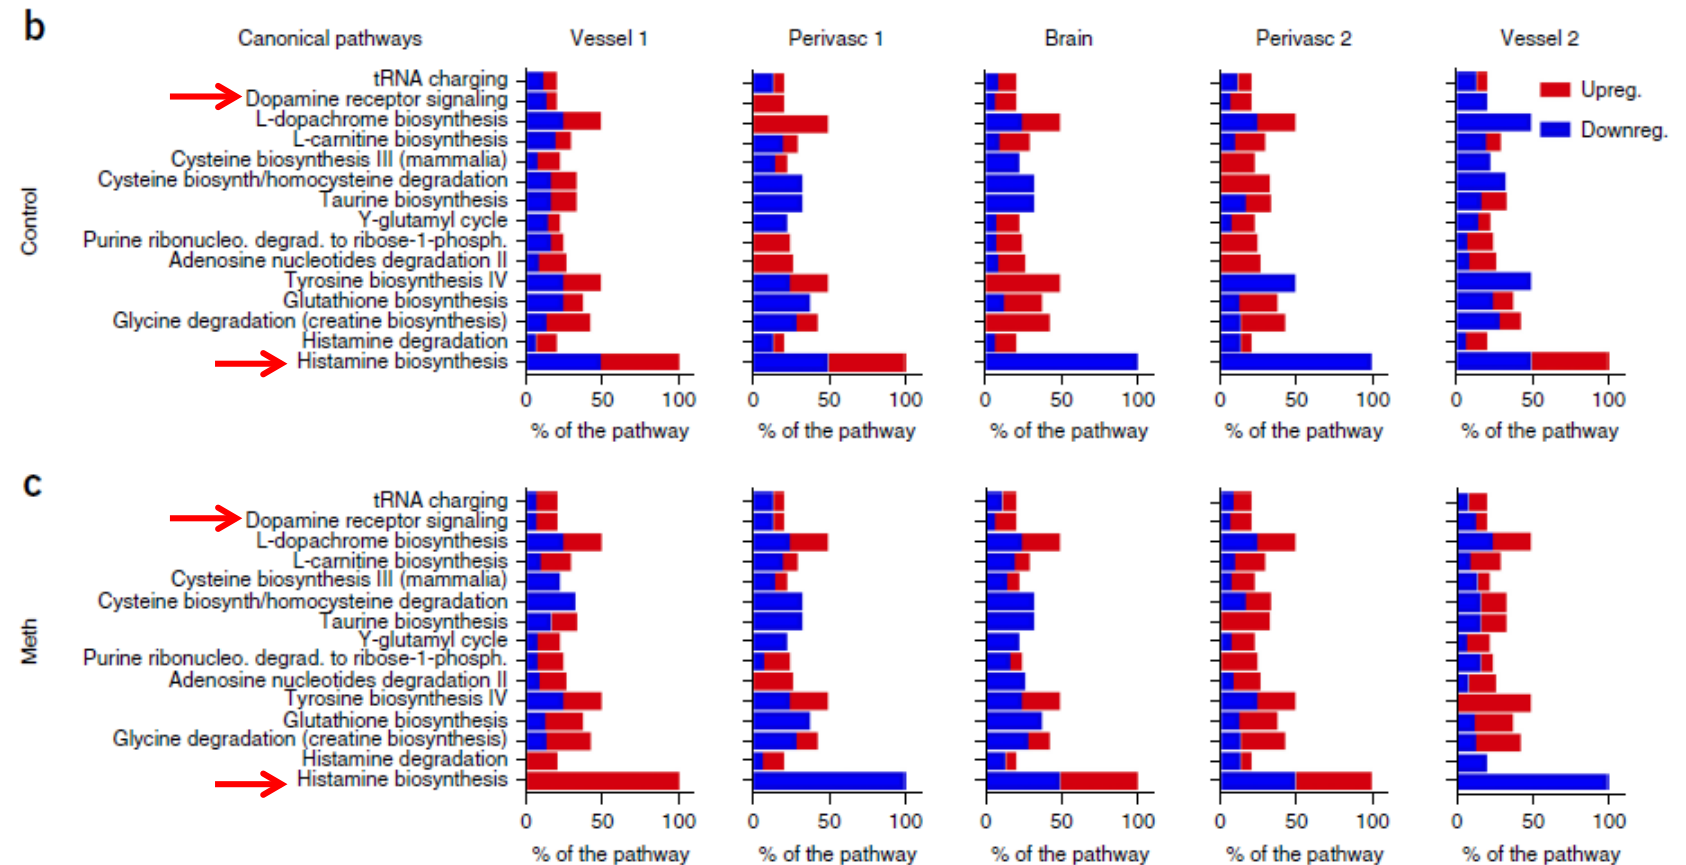 b
Canonical pathways Vessel 1 Perivasc 1 Brain Perivasc 2 Vessel 2
Control
tRNA charging
Dopamine receptor signaling
L-dopachrome biosynthesis
L-carnitine biosynthesis
Cysteine biosynthesis III (mammalia)
Cysteine biosynth/homocysteine degradation
Taurine biosynthesis
Y-glutamyl cycle
Purine ribonucleo. degrad. to ribose-1-phosph.
Adenosine nucleotides degradation II
Tyrosine biosynthesis IV
Glutathione biosynthesis
Glycine degradation (creatine biosynthesis)
Histamine degradation
Histamine biosynthesis
Upreg.
Downreg.
0 50 100 0 50 100 0 50 100 0 50 100 0 50 100
% of the pathway % of the pathway % of the pathway % of the pathway % of the pathway
c
Meth
tRNA charging
Dopamine receptor signaling
L-dopachrome biosynthesis
L-carnitine biosynthesis
Cysteine biosynthesis III (mammalia)
Cysteine biosynth/homocysteine degradation
Taurine biosynthesis
Y-glutamyl cycle
Purine ribonucleo. degrad. to ribose-1-phosph.
Adenosine nucleotides degradation II
Tyrosine biosynthesis IV
Glutathione biosynthesis
Glycine degradation (creatine biosynthesis)
Histamine degradation
Histamine biosynthesis
0 50 100 0 50 100 0 50 100 0 50 100 0 50 100
% of the pathway % of the pathway % of the pathway % of the pathway % of the pathway